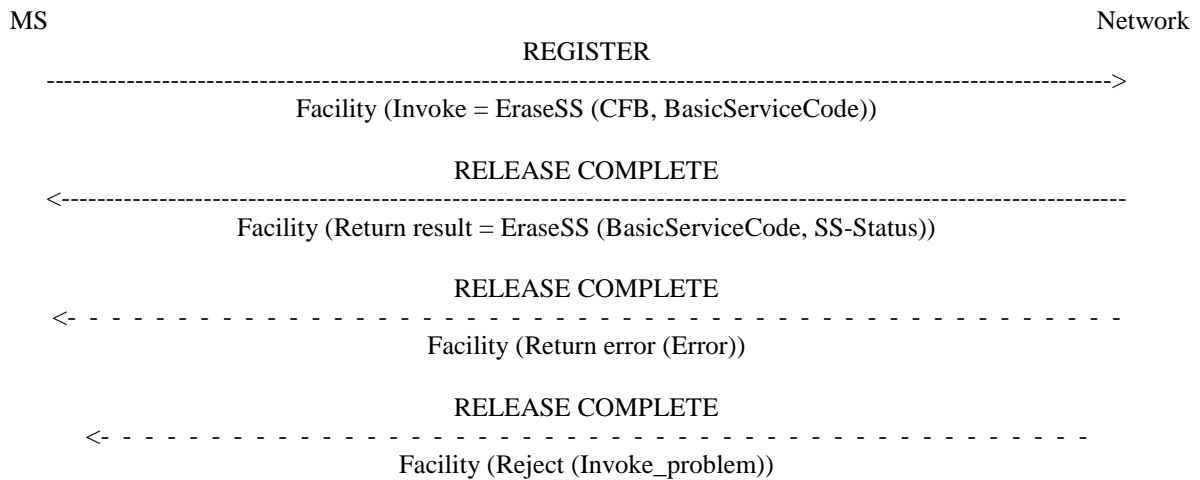 MS Network
REGISTER
------------------------------------------------------------------------------------------------------------------------>
Facility (Invoke = EraseSS (CFB, BasicServiceCode))
RELEASE COMPLETE
<------------------------------------------------------------------------------------------------------------------------
Facility (Return result = EraseSS (BasicServiceCode, SS-Status))
RELEASE COMPLETE
<- - - - - - - - - - - - - - - - - - - - - - - - - - - - - - - - - - - - - - - - - - - - - - - - -
Facility (Return error (Error))
RELEASE COMPLETE
<- - - - - - - - - - - - - - - - - - - - - - - - - - - - - - - - - - - - - - - - - - - - - -
Facility (Reject (Invoke_problem))